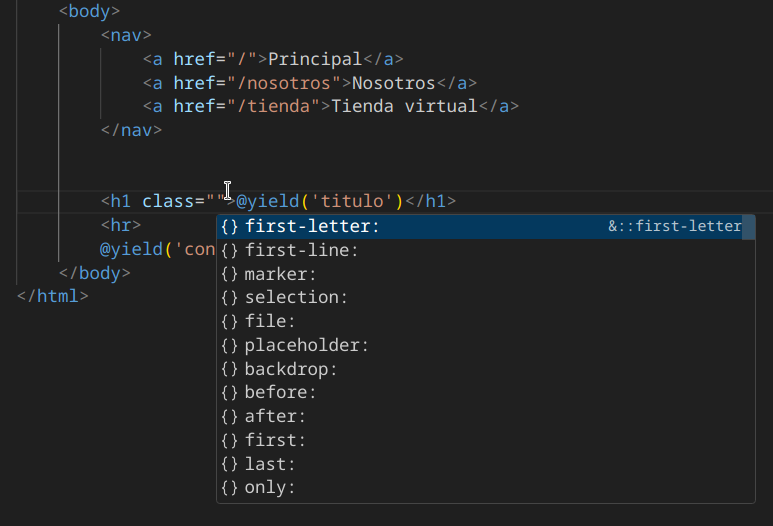 <body>
<nav>
<a href="/">Principal</a>
<a href="/nosotros">Nosotros</a>
<a href="/tienda">Tienda virtual</a>
</nav>
<h1 class="">@yield('titulo')</h1>
<hr>
{} first-letter: &::first-letter
{} first-line:
@yield('con
{} marker:
</body>
{} selection:
</html>
{} file:
{} placeholder:
{} backdrop:
{} before:
{} after:
{} first:
{} last:
{} only: